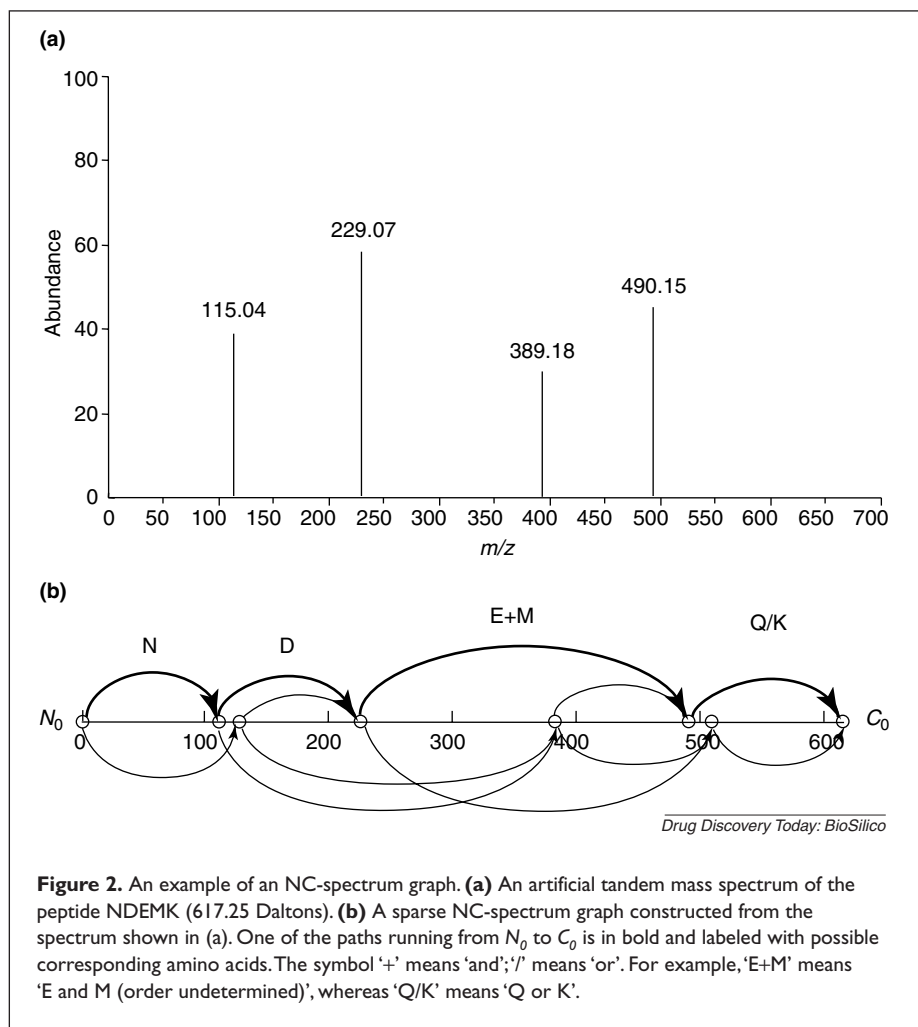 (a)
100
80
60
40
20
0
Abundance
115.04
229.07
389.18
490.15
0 50 100 150 200 250 300 350 400 450 500 550 600 650 700
m/z
(b)
N D E+M Q/K
N0 C0
0 100 200 300 400 500 600
Drug Discovery Today: BioSilico
Figure 2. An example of an NC-spectrum graph. (a) An artificial tandem mass spectrum of the
peptide NDEMK (617.25 Daltons). (b) A sparse NC-spectrum graph constructed from the
spectrum shown in (a). One of the paths running from N0 to C0 is in bold and labeled with possible
corresponding amino acids. The symbol ‘+’ means ‘and’; ‘/’ means ‘or’. For example, ‘E+M’ means
‘E and M (order undetermined)’, whereas ‘Q/K’ means ‘Q or K’.